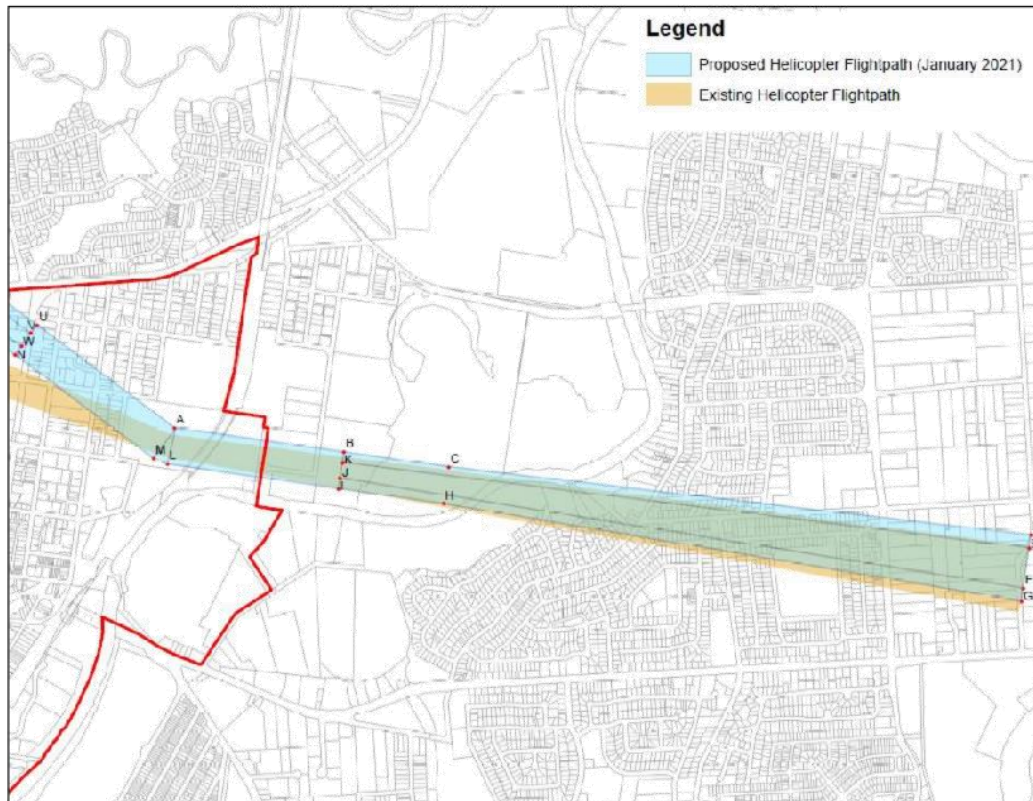 Legend
Proposed Helicopter Flightpath (January 2021)
Existing Helicopter Flightpath
U
V
W
N
A
M
L
B
K
J
C
H
F
G